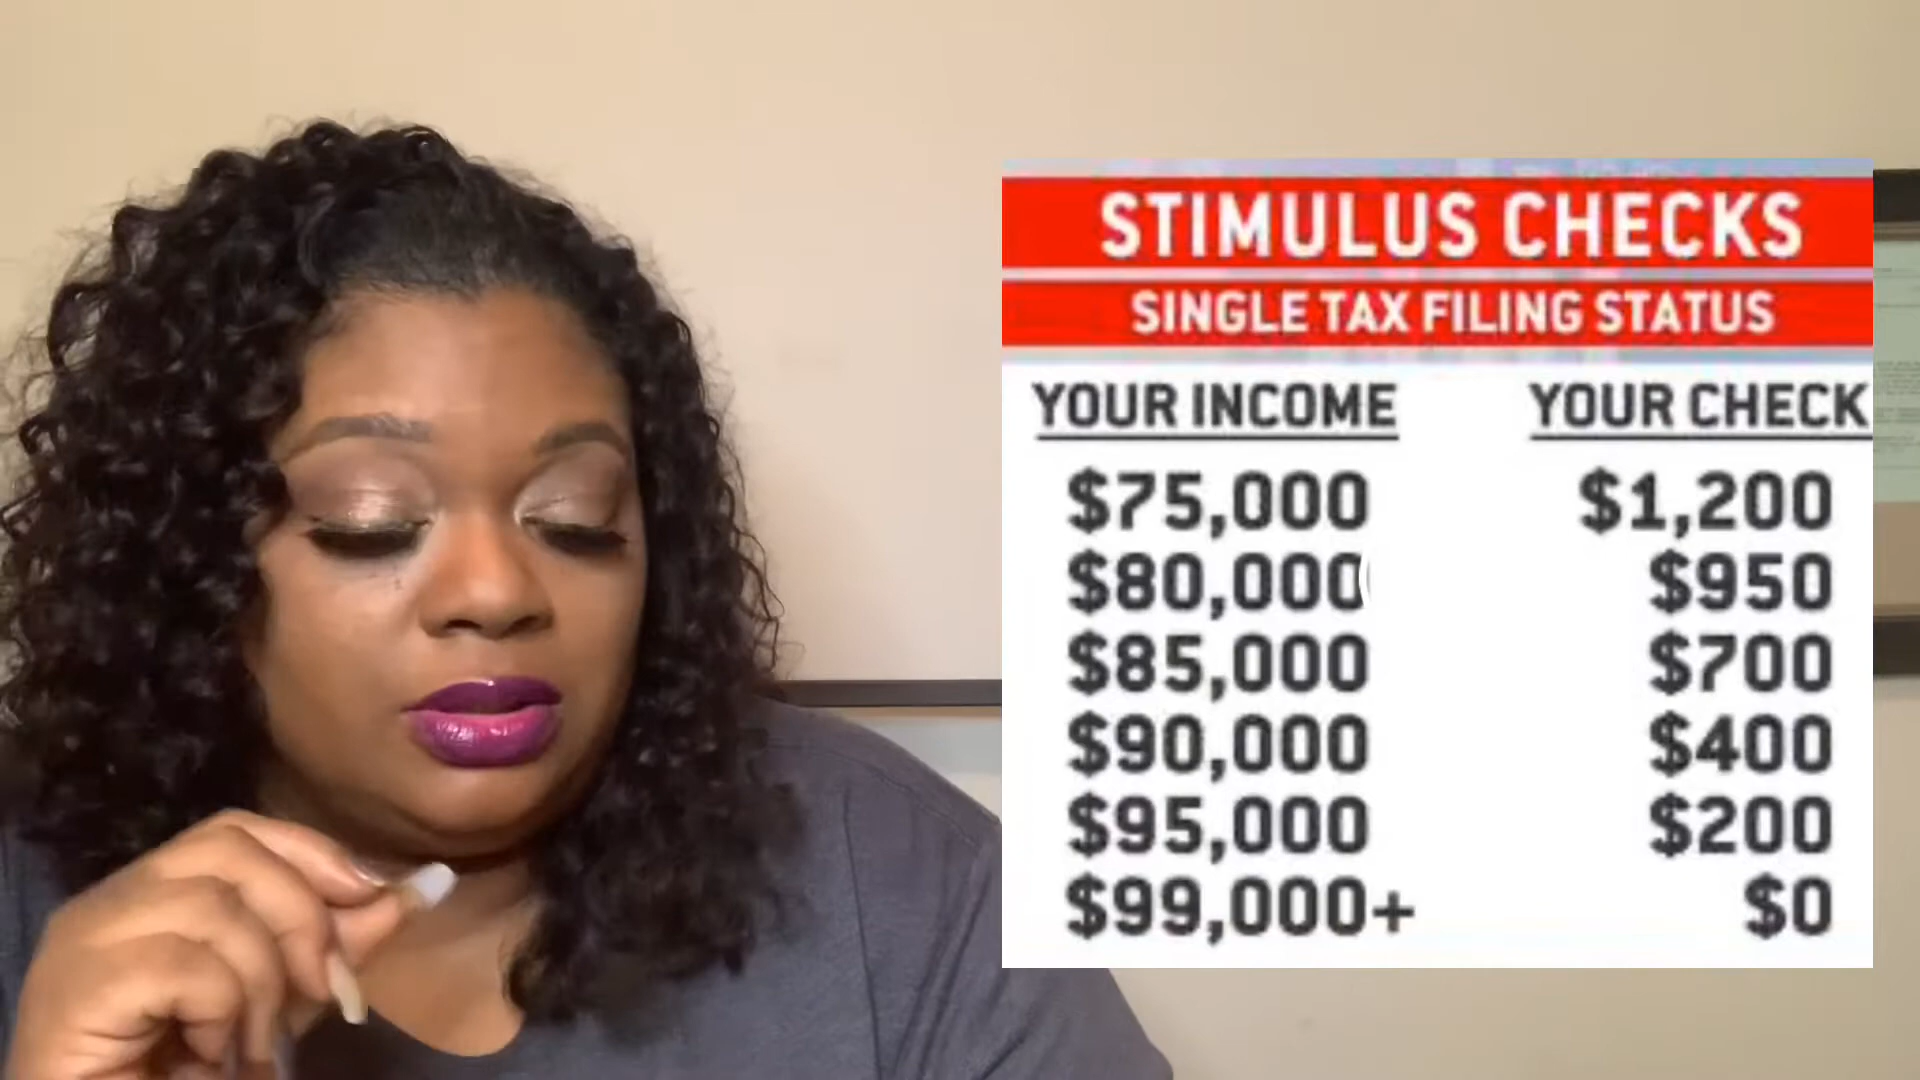 STIMULUS CHECKS
SINGLE TAX FILING STATUS
YOUR INCOME YOUR CHECK
$75,000 $1,200
$80,000 $950
$85,000 $700
$90,000 $400
$95,000 $200
$99,000+ $0